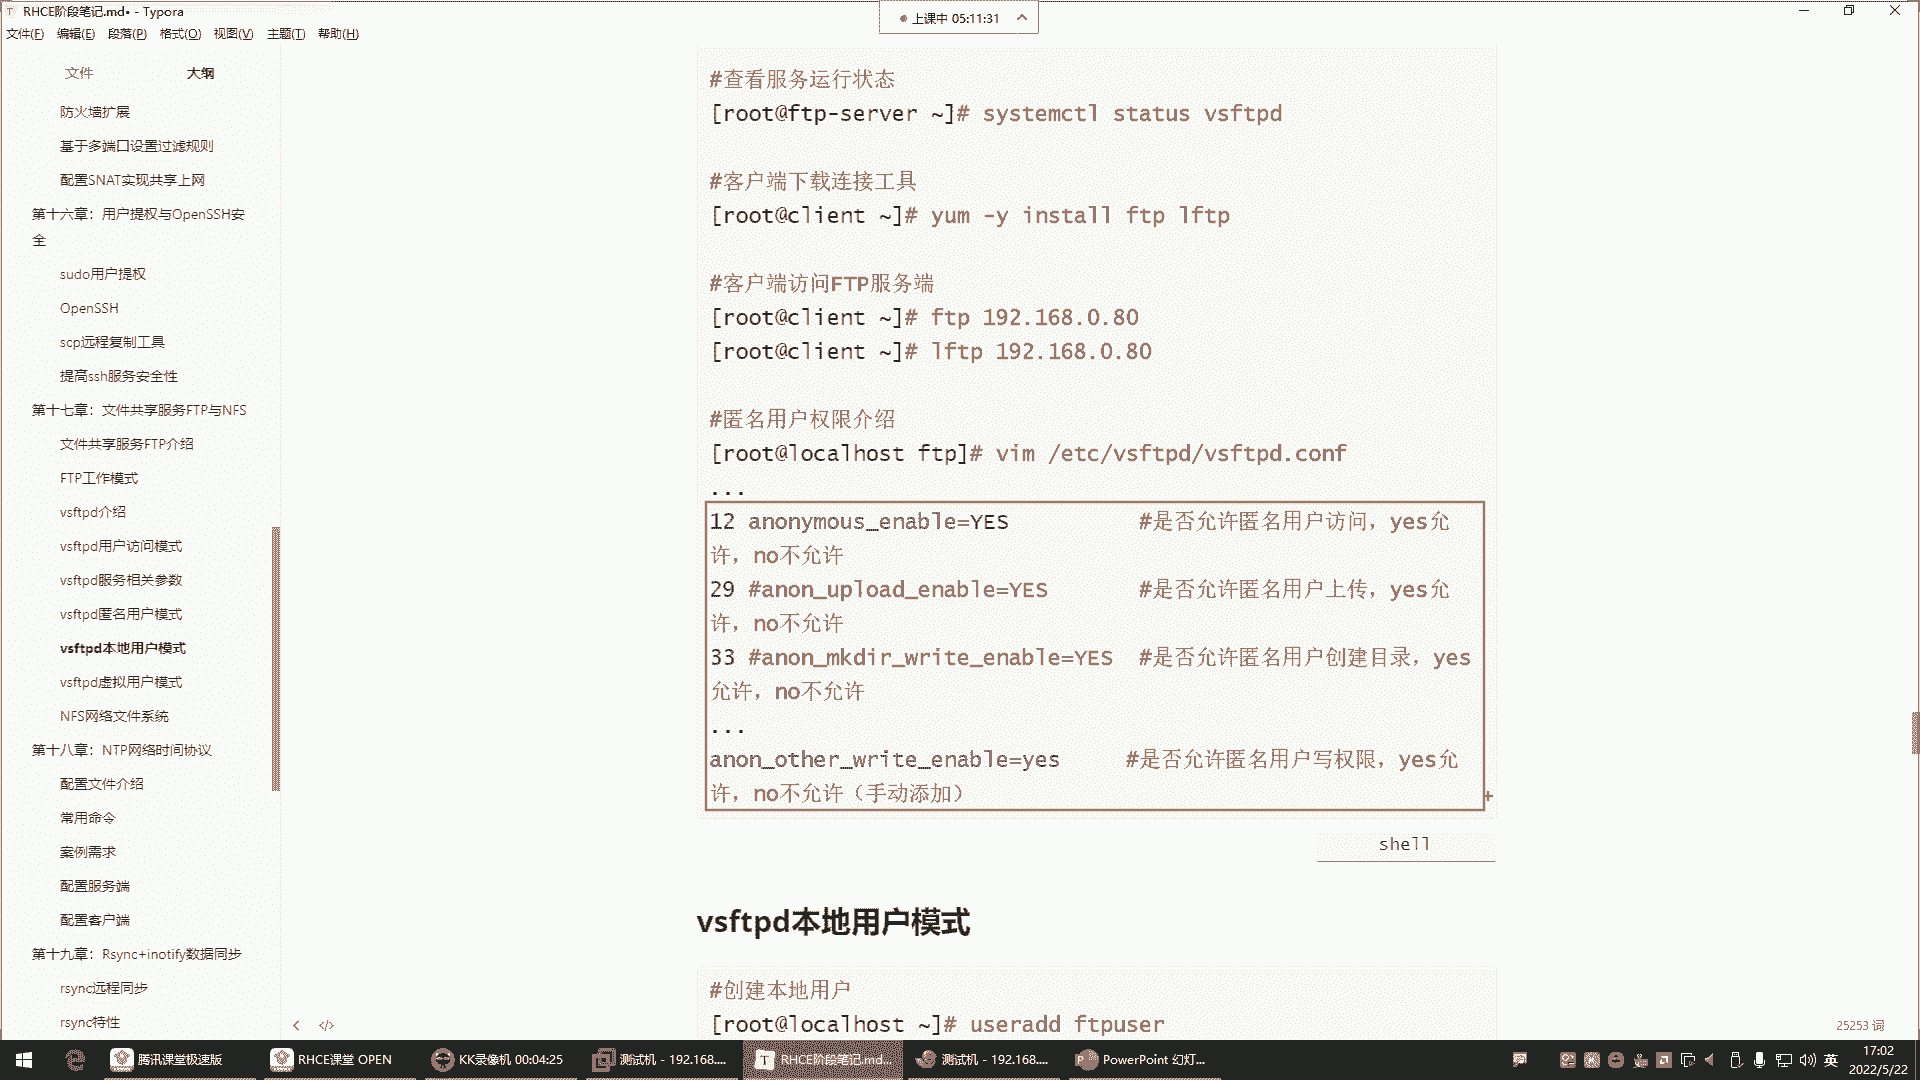 RHCE阶段笔记.md• - Typora
上课中 05:11:31
文件(F) 编辑(E) 段落(P) 格式(O) 视图(V) 主题(T) 帮助(H)
文件 大纲
防火墙扩展
基于多端口设置过滤规则
配置SNAT实现共享上网
第十六章：用户提权与OpenSSH安
全
sudo用户提权
OpenSSH
scp远程复制工具
提高ssh服务安全性
第十七章：文件共享服务FTP与NFS
文件共享服务FTP介绍
FTP工作模式
vsftpd介绍
vsftpd用户访问模式
vsftpd服务相关参数
vsftpd匿名用户模式
vsftpd本地用户模式
vsftpd虚拟用户模式
NFS网络文件系统
第十八章：NTP网络时间协议
配置文件介绍
常用命令
案例需求
配置服务端
配置客户端
第十九章：Rsync+inotify数据同步
rsync远程同步
rsync特性
#查看服务运行状态
[root@ftp-server ~]# systemctl status vsftpd
#客户端下载连接工具
[root@client ~]# yum -y install ftp lftp
#客户端访问FTP服务端
[root@client ~]# ftp 192.168.0.80
[root@client ~]# lftp 192.168.0.80
#匿名用户权限介绍
[root@localhost ftp]# vim /etc/vsftpd/vsftpd.conf
...
12 anonymous_enable=YES #是否允许匿名用户访问，yes允
许，no不允许
29 #anon_upload_enable=YES #是否允许匿名用户上传，yes允
许，no不允许
33 #anon_mkdir_write_enable=YES #是否允许匿名用户创建目录，yes
允许，no不允许
...
anon_other_write_enable=yes #是否允许匿名用户写权限，yes允
许，no不允许（手动添加）
shell
vsftpd本地用户模式
#创建本地用户
[root@localhost ~]# useradd ftpuser
25253 词
腾讯课堂极速版 RHCE课堂 OPEN KK录像机 00:04:25 测试机 - 192.168.... RHCE阶段笔记.md... 测试机 - 192.168.... PowerPoint 幻灯... 英 17:02
2022/5/22